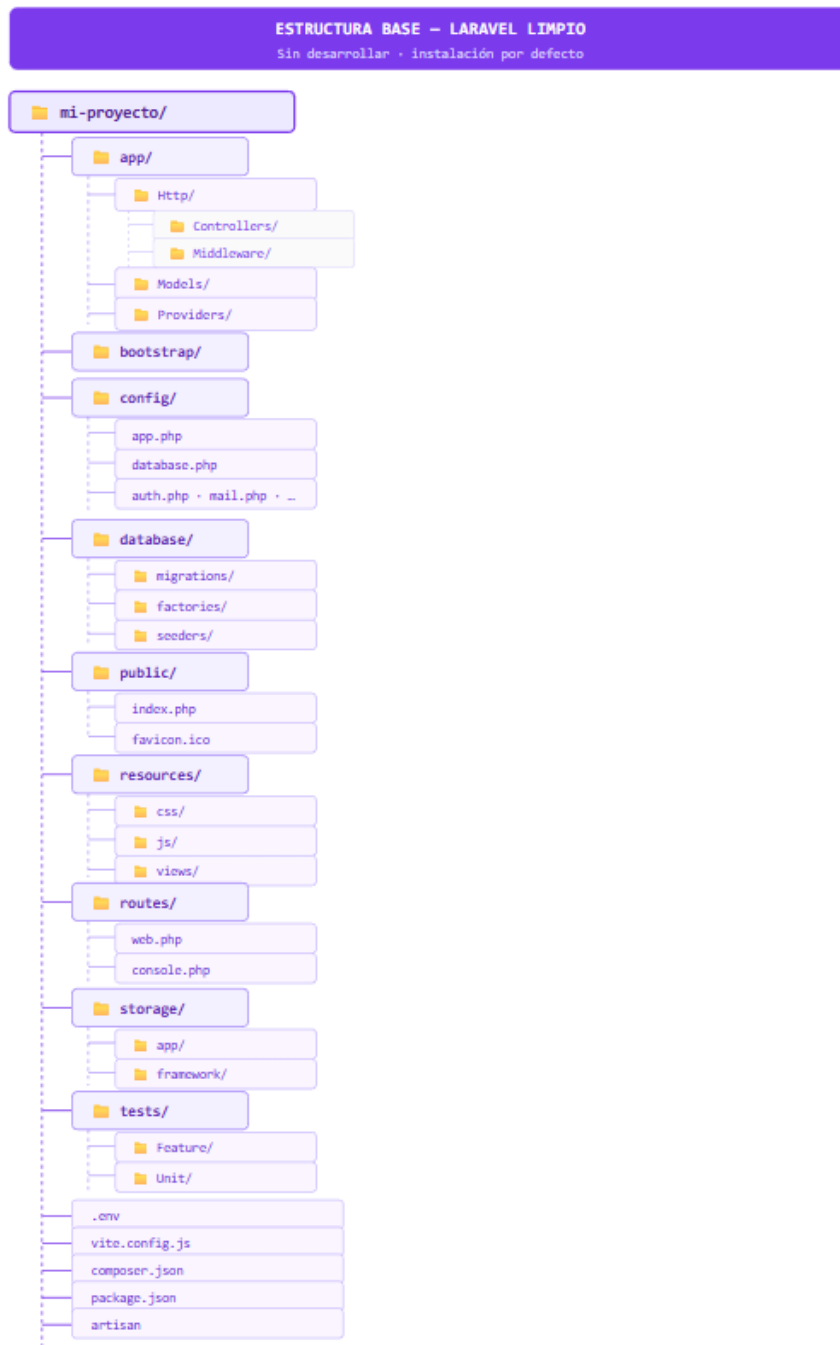 ESTRUCTURA BASE — LARAVEL LIMPIO
Sin desarrollar · instalación por defecto
mi-proyecto/
app/
Http/
Controllers/
Middleware/
Models/
Providers/
bootstrap/
config/
app.php
database.php
auth.php · mail.php · …
database/
migrations/
factories/
seeders/
public/
index.php
favicon.ico
resources/
css/
js/
views/
routes/
web.php
console.php
storage/
app/
framework/
tests/
Feature/
Unit/
.env
vite.config.js
composer.json
package.json
artisan